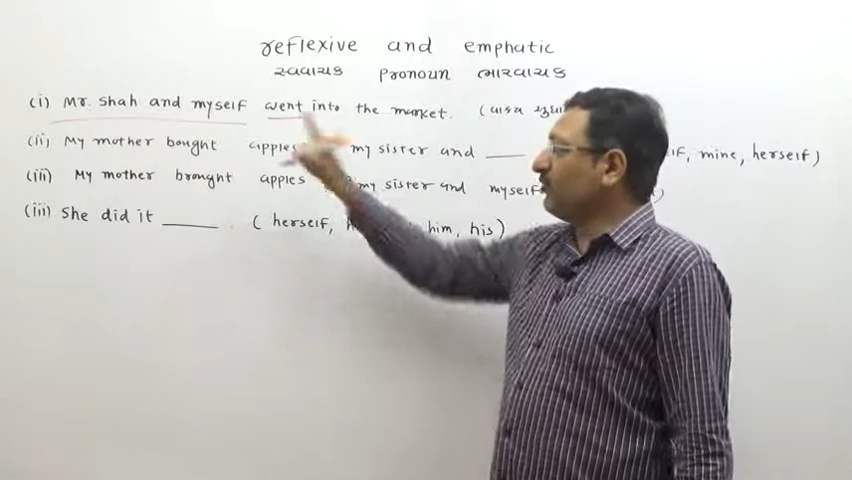 reflexive and emphatic
સ્વવાચક pronoun ભારવાચક
(i) Mr. Shah and myself went into the market. (વાક્ય
(ii) My mother bought apples my sister and ____ mine, herself)
(iii) My mother brought apples my sister and myself
(iii) She did it ____. (herself, him, his)